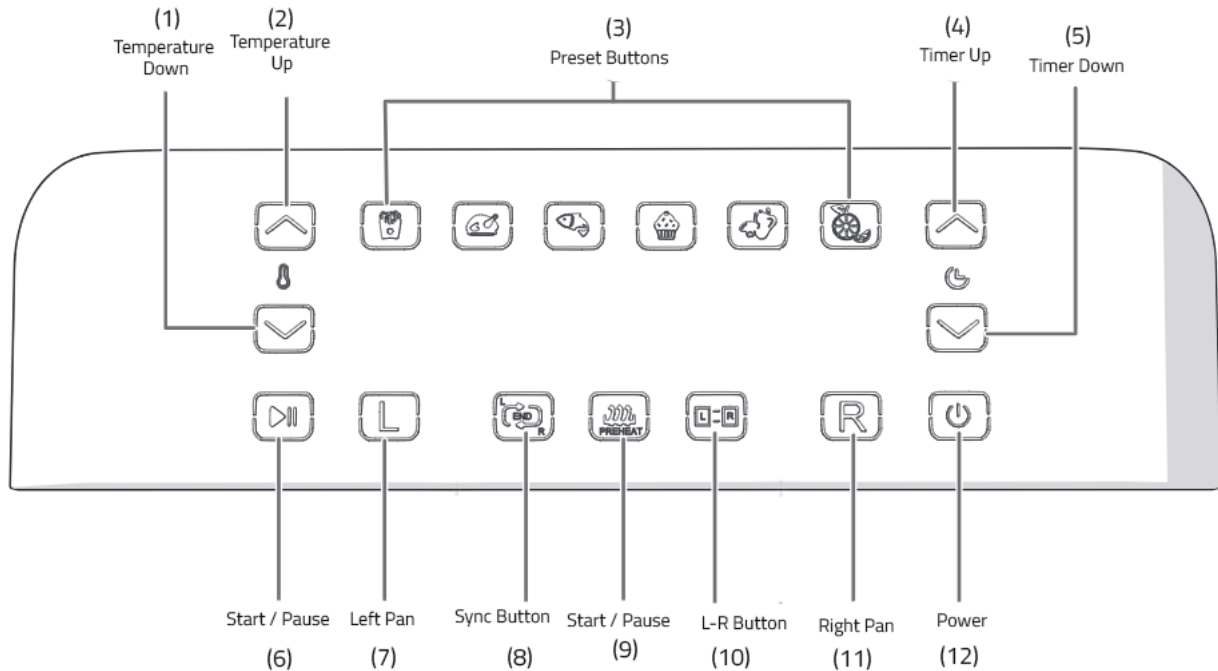 (1)
Temperature
Down
(2)
Temperature
Up
(3)
Preset Buttons
(4)
Timer Up
(5)
Timer Down
L
END
R
PREHEAT
L
R
L
R
Start / Pause
(6)
Left Pan
(7)
Sync Button
(8)
Start / Pause
(9)
L-R Button
(10)
Right Pan
(11)
Power
(12)